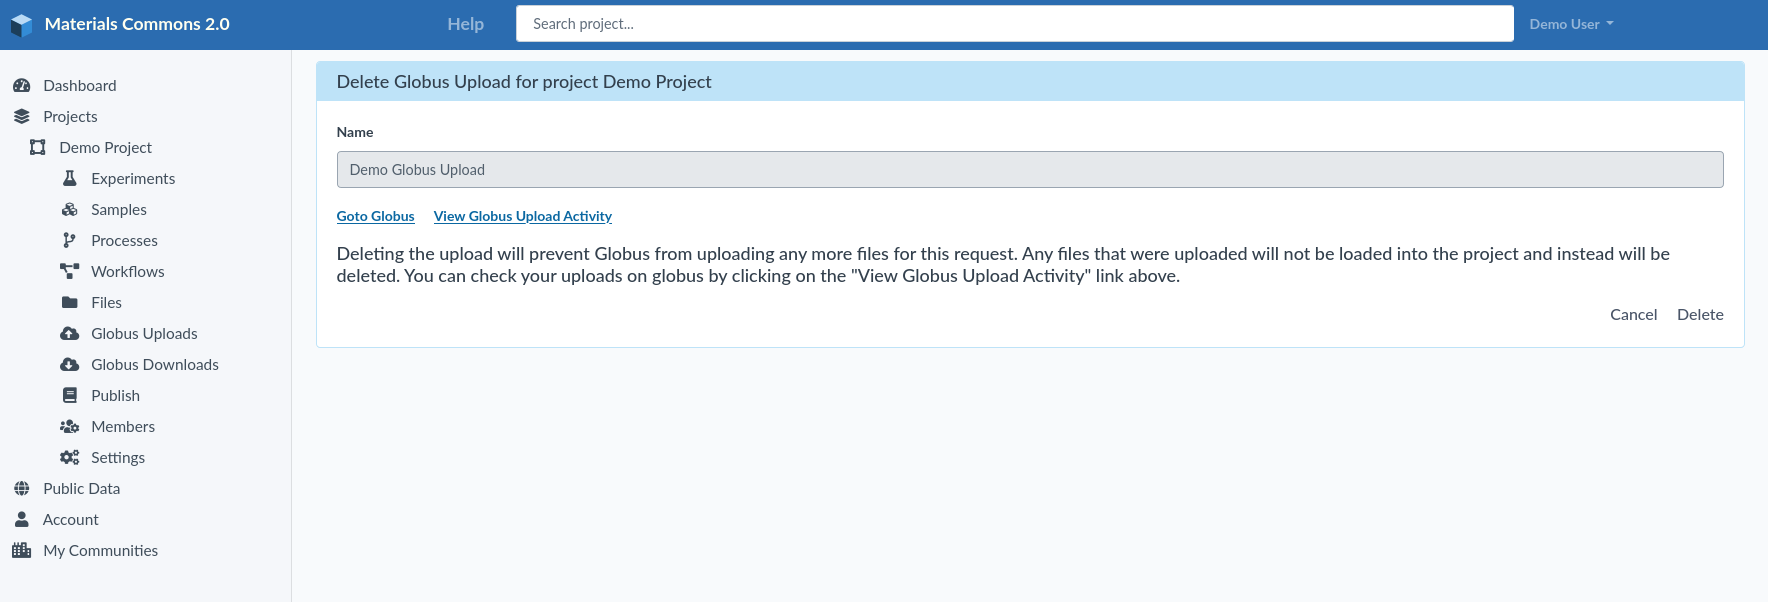 Materials Commons 2.0
Help
Search project...
Demo User
Dashboard
Projects
Demo Project
Experiments
Samples
Processes
Workflows
Files
Globus Uploads
Globus Downloads
Publish
Members
Settings
Public Data
Account
My Communities
Delete Globus Upload for project Demo Project
Name
Demo Globus Upload
Goto Globus View Globus Upload Activity
Deleting the upload will prevent Globus from uploading any more files for this request. Any files that were uploaded will not be loaded into the project and instead will be
deleted. You can check your uploads on globus by clicking on the "View Globus Upload Activity" link above.
Cancel Delete